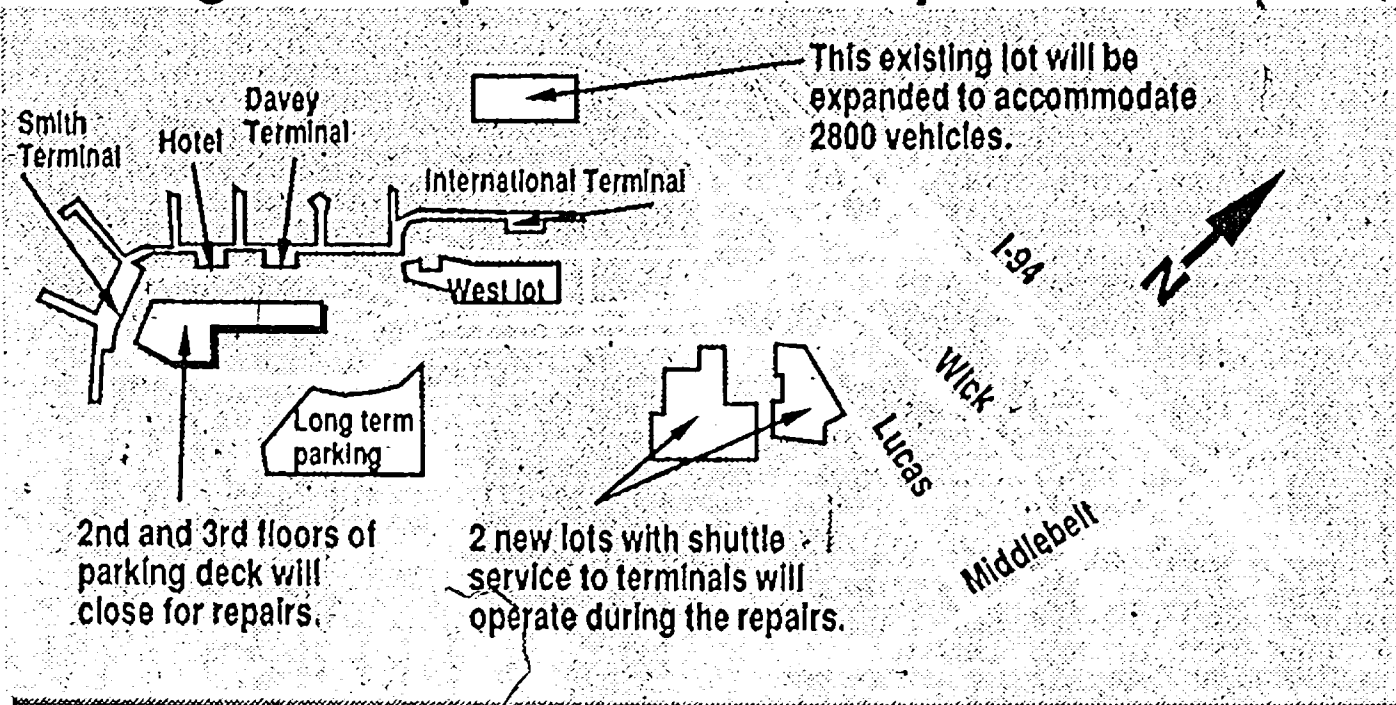 This existing lot will be
expanded to accommodate
2800 vehicles.
Smith
Terminal
Hotel
Davey
Terminal
International Terminal
I-94
N
West lot
Wick
Lucas
Middlebelt
Long term
parking
2nd and 3rd floors of
parking deck will
close for repairs.
2 new lots with shuttle
service to terminals will
operate during the repairs.